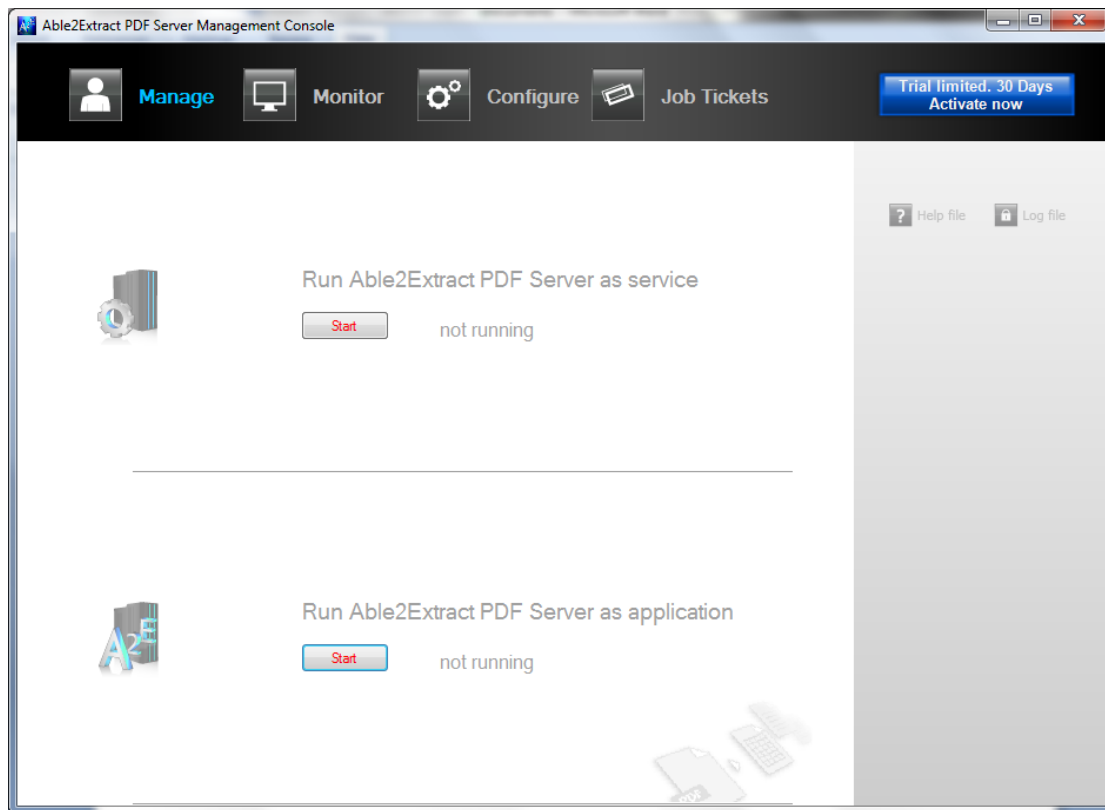 Able2Extract PDF Server Management Console
Manage
Monitor
Configure
Job Tickets
Trial limited. 30 Days
Activate now
? Help file
Log file
Run Able2Extract PDF Server as service
Start
not running
A2E
Run Able2Extract PDF Server as application
Start
not running
PDF